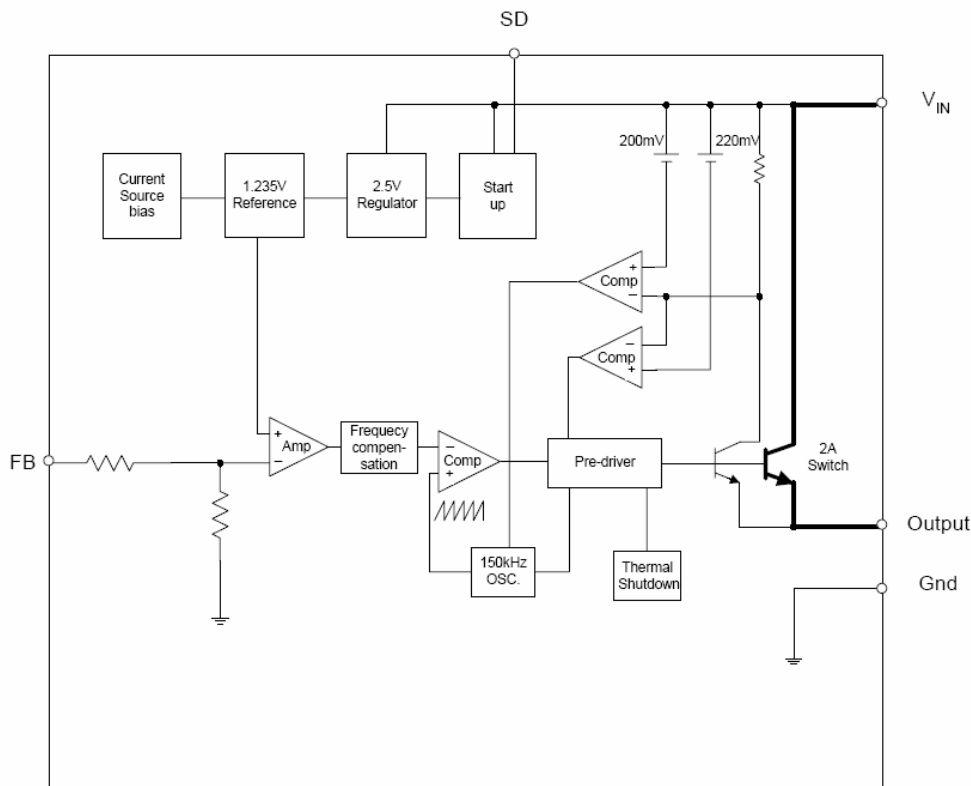 SD
V_IN
200mV
220mV
Current
Source
bias
1.235V
Reference
2.5V
Regulator
Start
up
+
Comp
−
−
Comp
+
FB
+
Amp
−
Frequecy
compen-
sation
−
Comp
+
Pre-driver
2A
Switch
150kHz
OSC.
Thermal
Shutdown
Output
Gnd